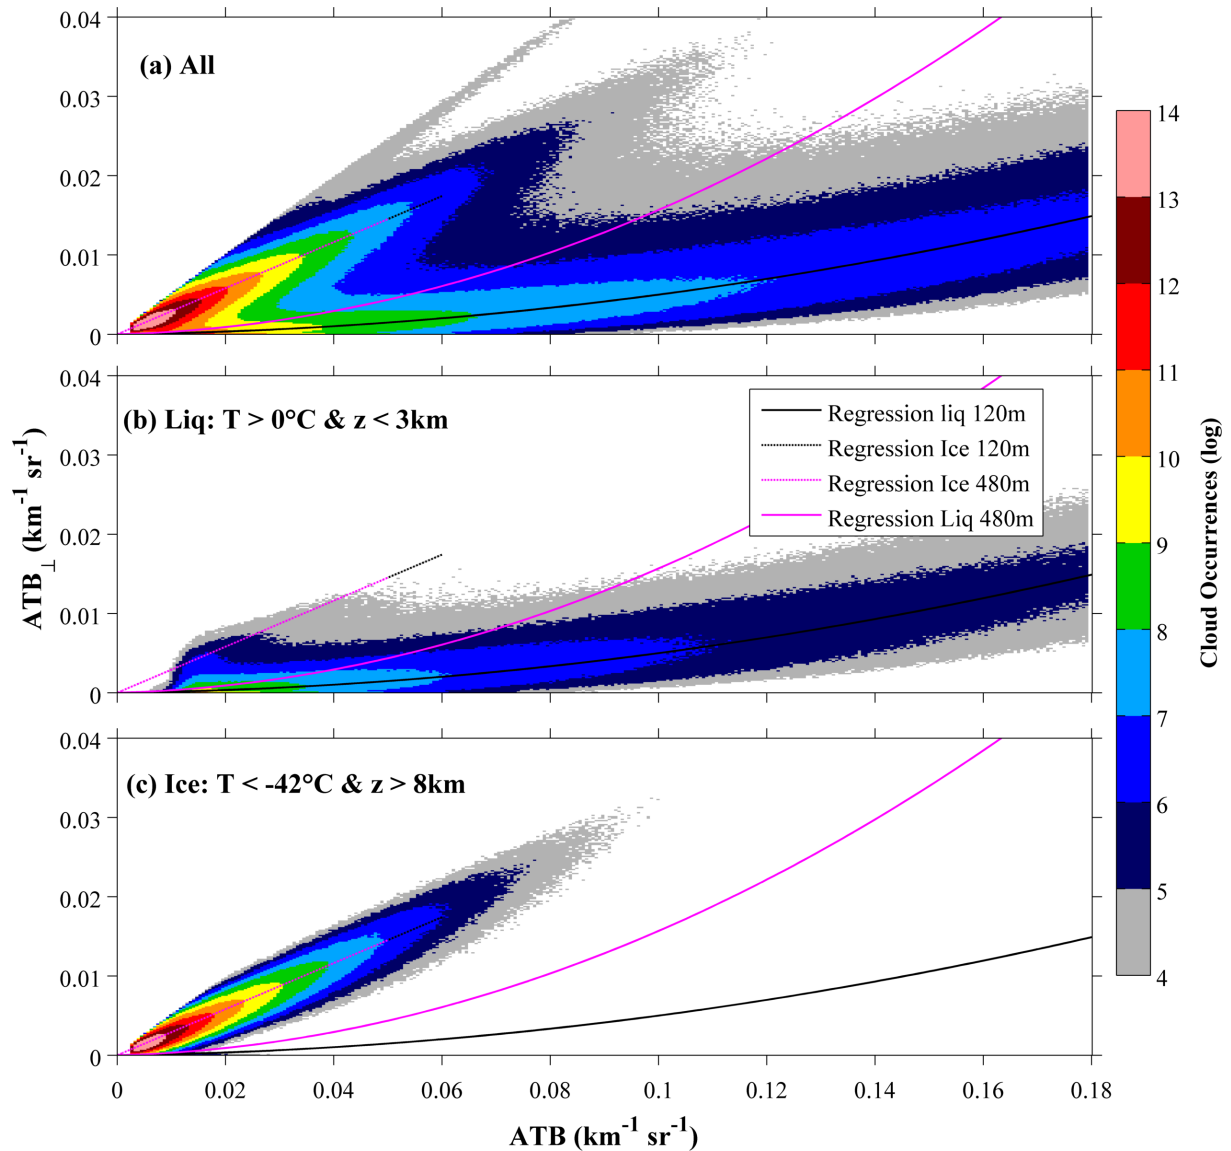 0.04
(a) All
0.03
0.02
0.01
0
0.04
(b) Liq: T > 0°C & z < 3km
0.03
0.02
0.01
0
Regression liq 120m
Regression Ice 120m
Regression Ice 480m
Regression Liq 480m
0.04
(c) Ice: T < -42°C & z > 8km
0.03
0.02
0.01
0
0 0.02 0.04 0.06 0.08 0.1 0.12 0.14 0.16 0.18
ATB (km⁻¹ sr⁻¹)
ATB⊥ (km⁻¹ sr⁻¹)
14
13
12
11
10
9
8
7
6
5
4
Cloud Occurrences (log)